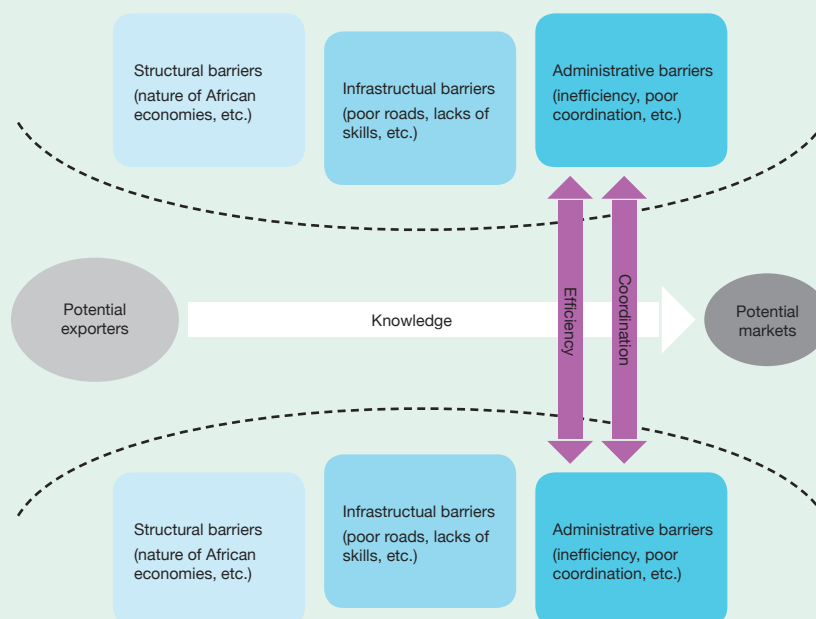 Structural barriers
(nature of African
economies, etc.)
Infrastructual barriers
(poor roads, lacks of
skills, etc.)
Administrative barriers
(inefficiency, poor
coordination, etc.)
Potential
exporters
Knowledge
Efficiency
Coordination
Potential
markets
Structural barriers
(nature of African
economies, etc.)
Infrastructual barriers
(poor roads, lacks of
skills, etc.)
Administrative barriers
(inefficiency, poor
coordination, etc.)